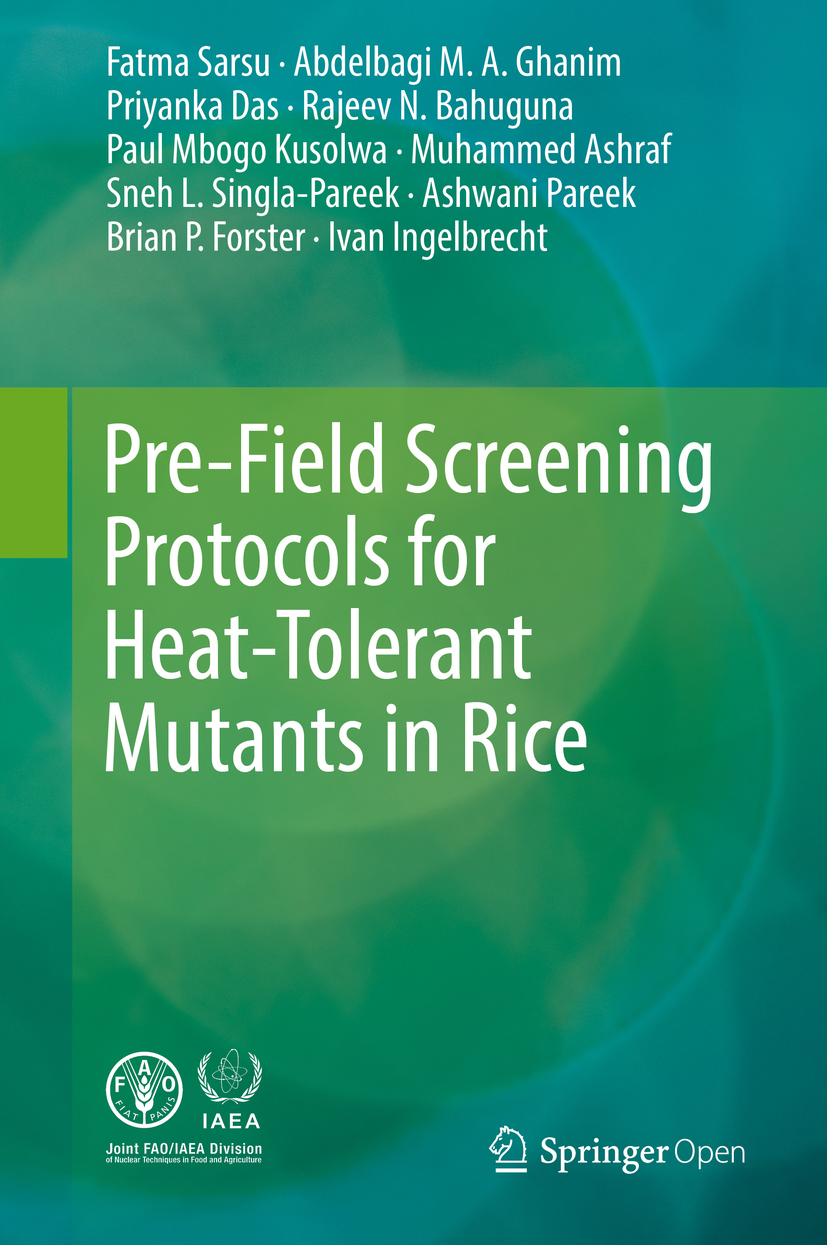 Fatma Sarsu · Abdelbagi M. A. Ghanim
Priyanka Das · Rajeev N. Bahuguna
Paul Mbogo Kusolwa · Muhammed Ashraf
Sneh L. Singla-Pareek · Ashwani Pareek
Brian P. Forster · Ivan Ingelbrecht
Pre-Field Screening
Protocols for
Heat-Tolerant
Mutants in Rice
FAO
FIAT PANIS
IAEA
Joint FAO/IAEA Division
of Nuclear Techniques in Food and Agriculture
Springer Open